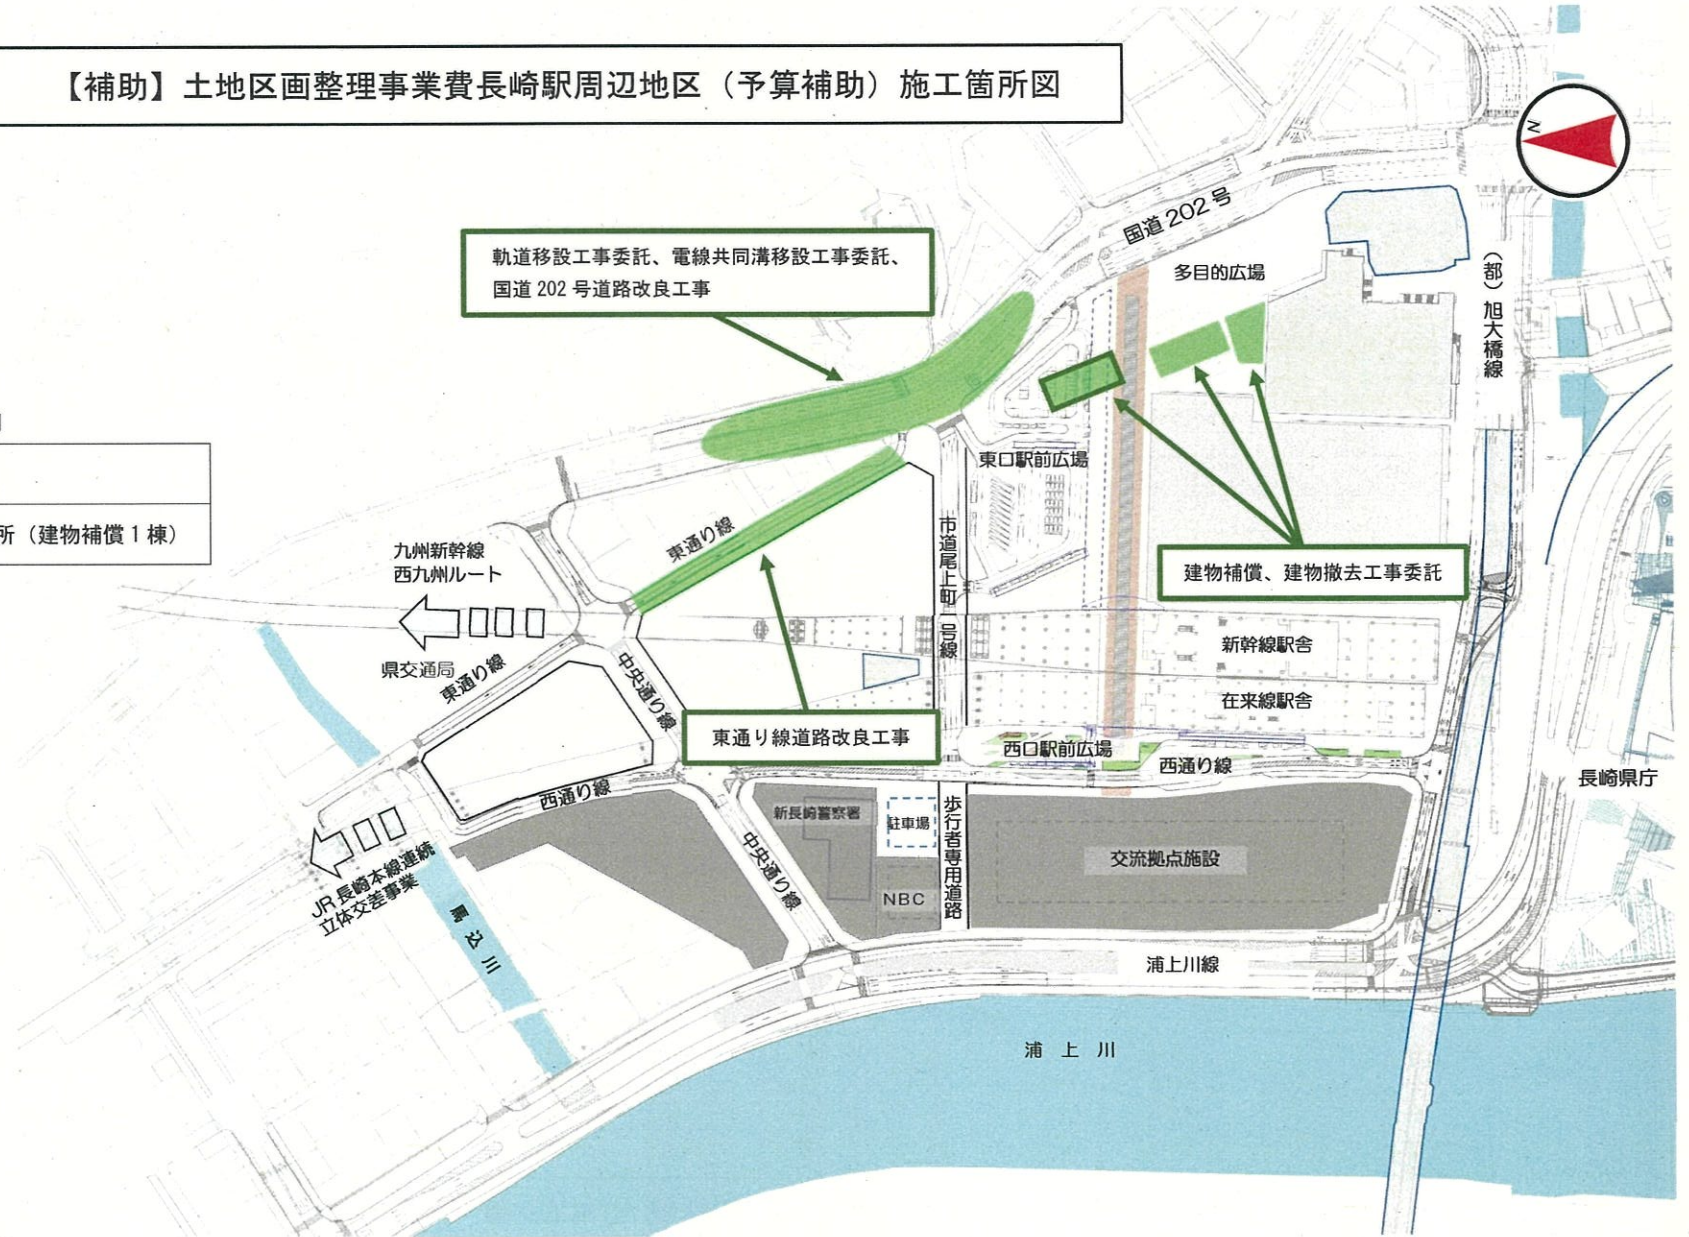 【補助】土地区画整理事業費長崎駅周辺地区（予算補助）施工箇所図
N
国道202号
多目的広場
（都）旭大橋線
軌道移設工事委託、電線共同溝移設工事委託、
国道202号道路改良工事
所（建物補償1棟）
東口駅前広場
東通り線
市道尾上町一号線
九州新幹線
西九州ルート
建物補償、建物撤去工事委託
新幹線駅舎
県交通局
東通り線
中央通り線
在来線駅舎
東通り線道路改良工事
西口駅前広場
西通り線
長崎県庁
西通り線
新長崎警察署
駐車場
歩行者専用道路
中央通り線
交流拠点施設
JR長崎本線連続
立体交差事業
NBC
馬込川
浦上川線
浦上川